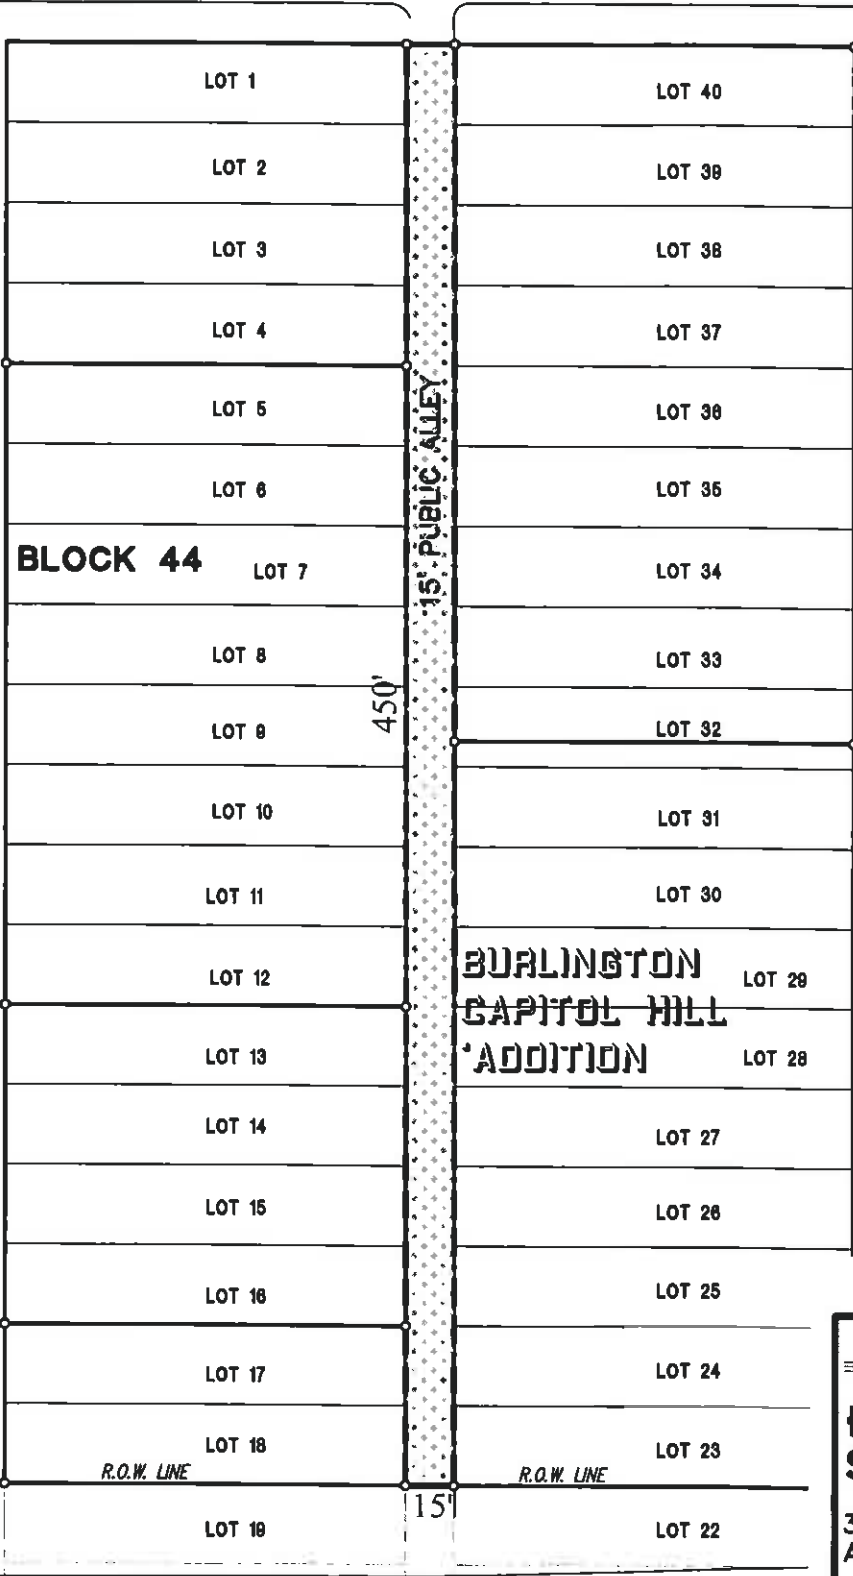 LOT 1
LOT 40
LOT 2
LOT 39
LOT 3
LOT 38
LOT 4
LOT 37
LOT 5
LOT 36
LOT 6
LOT 35
15' PUBLIC ALLEY
BLOCK 44
LOT 7
LOT 34
LOT 8
LOT 33
450'
LOT 9
LOT 32
LOT 10
LOT 31
LOT 11
LOT 30
LOT 12
BURLINGTON
CAPITOL HILL
ADDITION
LOT 29
LOT 13
LOT 28
LOT 14
LOT 27
LOT 15
LOT 26
LOT 16
LOT 25
LOT 17
LOT 24
LOT 18
LOT 23
R.O.W. LINE
R.O.W. LINE
15'
LOT 19
LOT 22